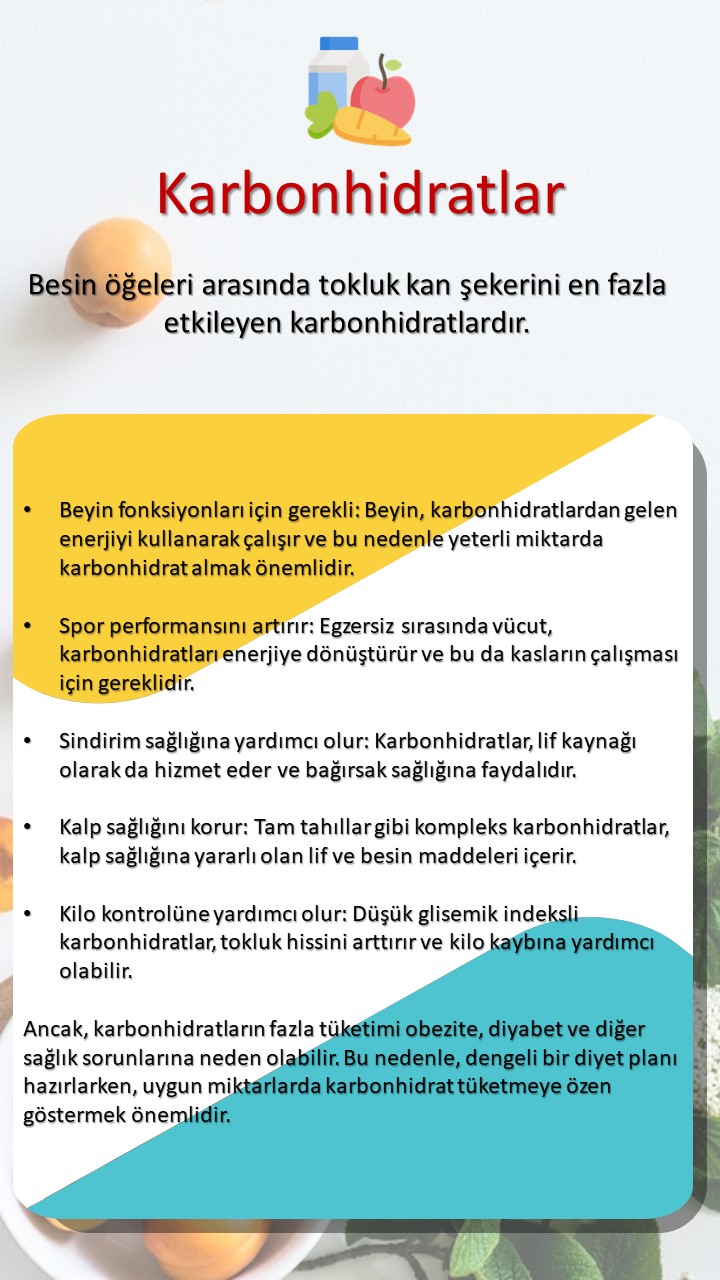 Karbonhidratlar
Besin öğeleri arasında tokluk kan şekerini en fazla
etkileyen karbonhidratlardır.
• Beyin fonksiyonları için gerekli: Beyin, karbonhidratlardan gelen
enerjiyi kullanarak çalışır ve bu nedenle yeterli miktarda
karbonhidrat almak önemlidir.
• Spor performansını artırır: Egzersiz sırasında vücut,
karbonhidratları enerjiye dönüştürür ve bu da kasların çalışması
için gereklidir.
• Sindirim sağlığına yardımcı olur: Karbonhidratlar, lif kaynağı
olarak da hizmet eder ve bağırsak sağlığına faydalıdır.
• Kalp sağlığını korur: Tam tahıllar gibi kompleks karbonhidratlar,
kalp sağlığına yararlı olan lif ve besin maddeleri içerir.
• Kilo kontrolüne yardımcı olur: Düşük glisemik indeksli
karbonhidratlar, tokluk hissini arttırır ve kilo kaybına yardımcı
olabilir.
Ancak, karbonhidratların fazla tüketimi obezite, diyabet ve diğer
sağlık sorunlarına neden olabilir. Bu nedenle, dengeli bir diyet planı
hazırlarken, uygun miktarlarda karbonhidrat tüketmeye özen
göstermek önemlidir.